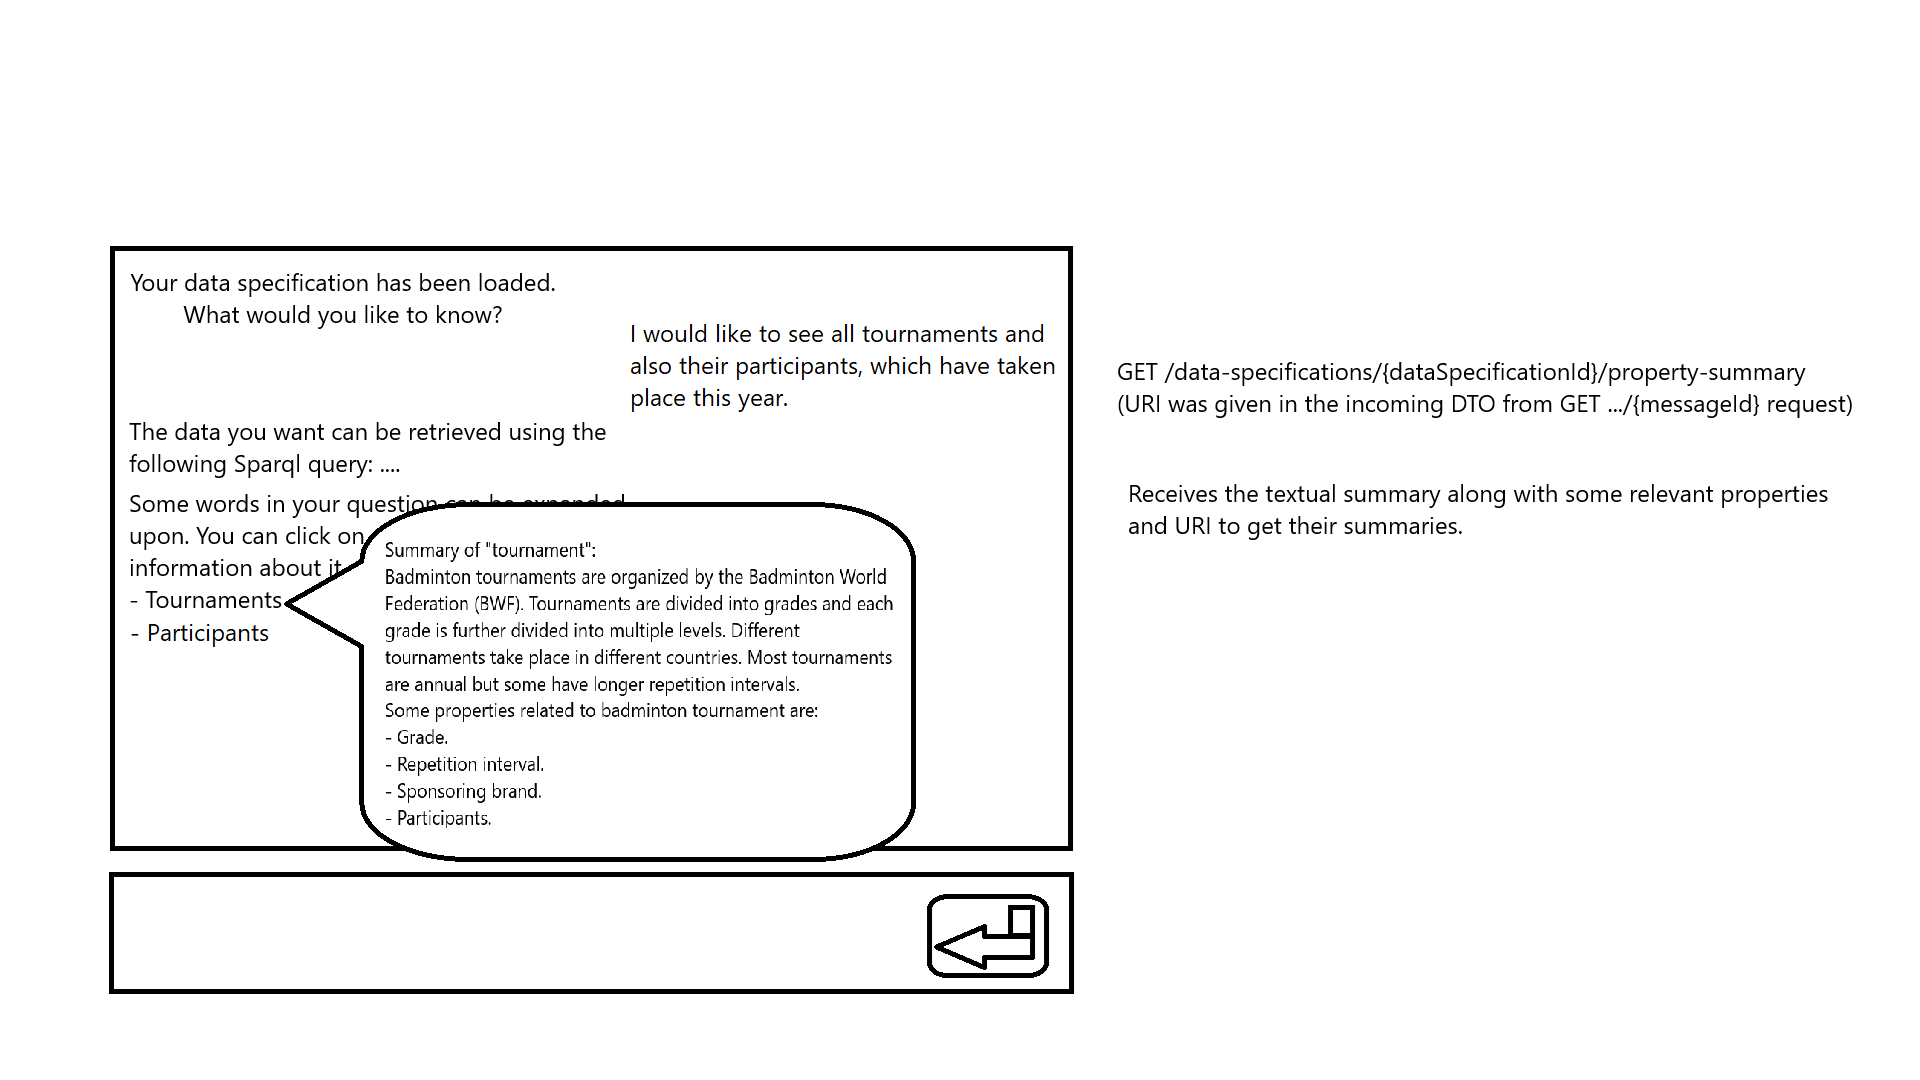 Your data specification has been loaded.
What would you like to know?
I would like to see all tournaments and
also their participants, which have taken
place this year.
The data you want can be retrieved using the
following Sparql query: ....
Some words in your question can be expanded
upon. You can click on
information about it
- Tournaments
- Participants
Summary of "tournament":
Badminton tournaments are organized by the Badminton World
Federation (BWF). Tournaments are divided into grades and each
grade is further divided into multiple levels. Different
tournaments take place in different countries. Most tournaments
are annual but some have longer repetition intervals.
Some properties related to badminton tournament are:
- Grade.
- Repetition interval.
- Sponsoring brand.
- Participants.
GET /data-specifications/{dataSpecificationId}/property-summary
(URI was given in the incoming DTO from GET .../{messageId} request)
Receives the textual summary along with some relevant properties
and URI to get their summaries.